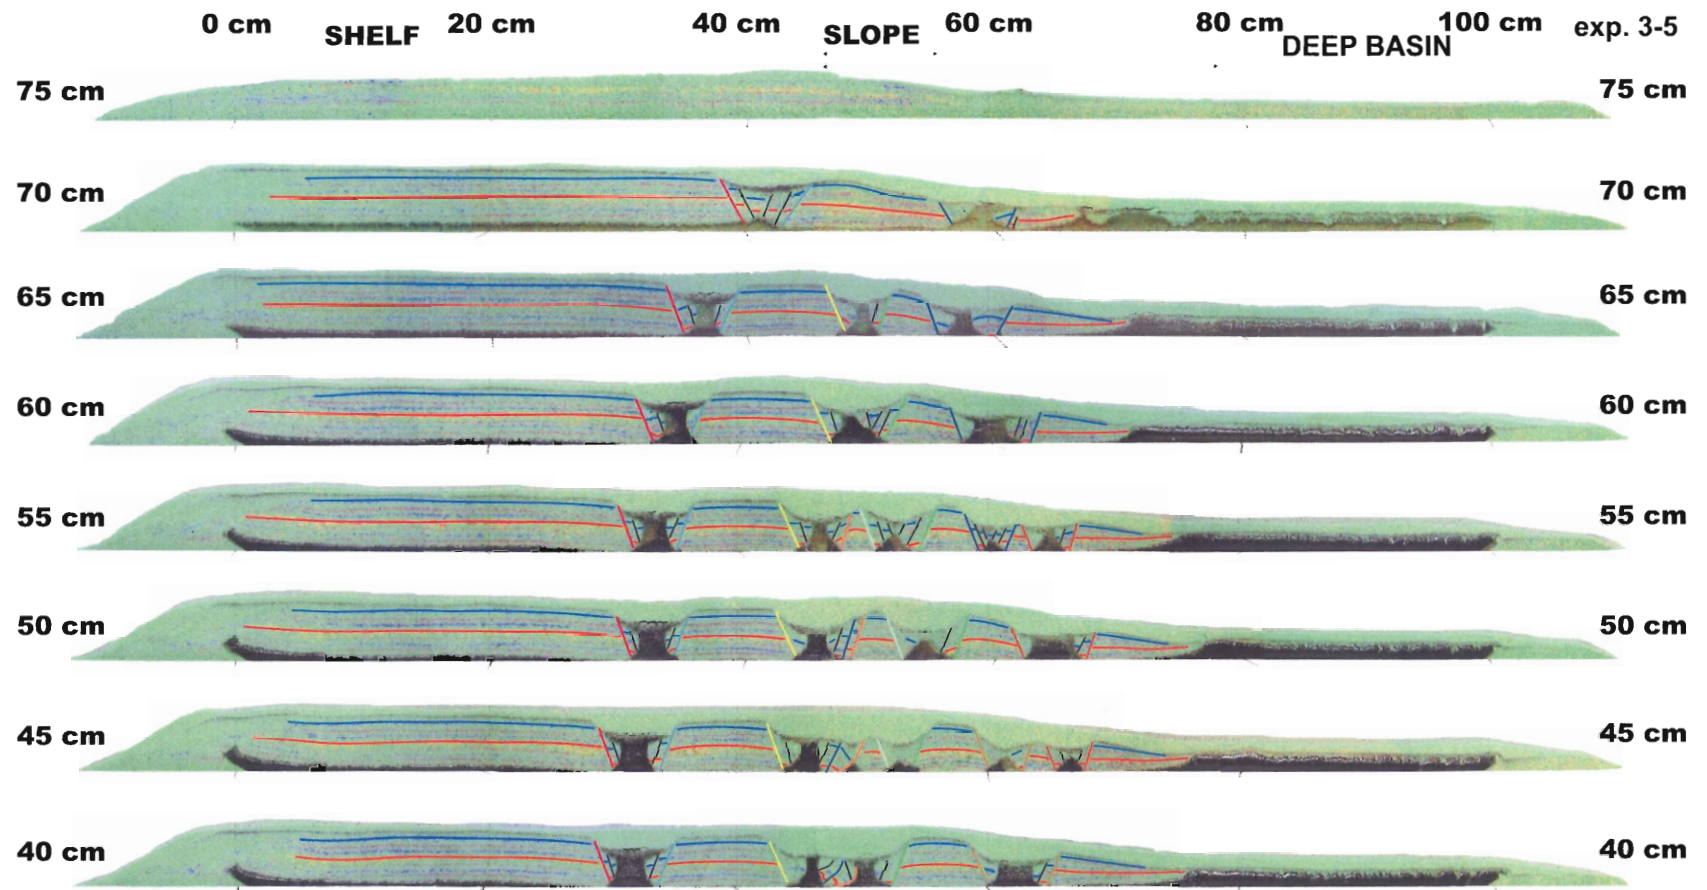 0 cm SHELF 20 cm 40 cm SLOPE 60 cm 80 cm 100 cm exp. 3-5
DEEP BASIN
75 cm 75 cm
70 cm 70 cm
65 cm 65 cm
60 cm 60 cm
55 cm 55 cm
50 cm 50 cm
45 cm 45 cm
40 cm 40 cm